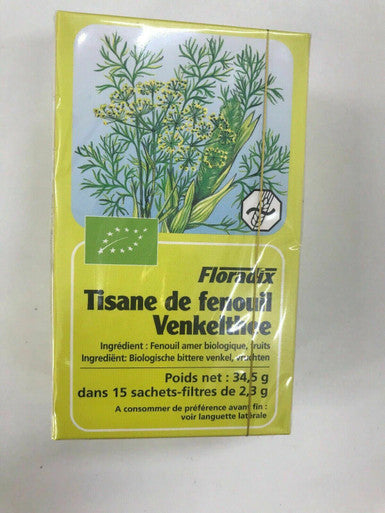 Floradix
Tisane de fenouil
Venkelthee
Ingrédient : Fenouil amer biologique, fruits
Ingrediënt: Biologische bittere venkel, vruchten
Poids net : 34,5 g
dans 15 sachets-filtres de 2,3 g
A consommer de préférence avant fin :
voir languette latérale